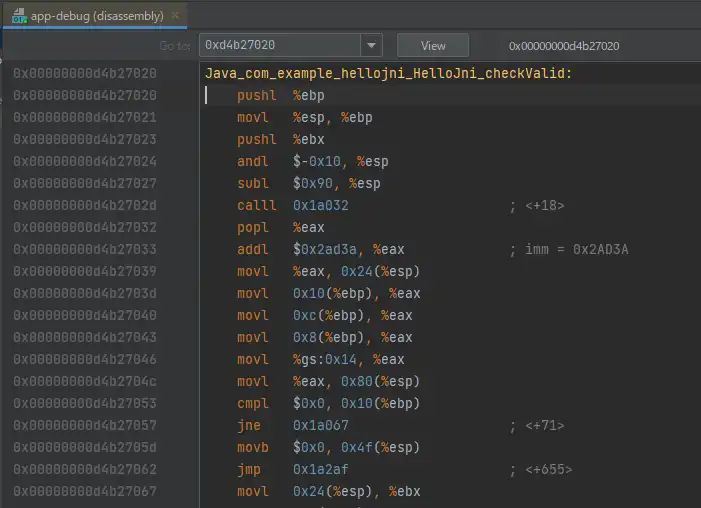 app-debug (disassembly)
Go to: 0xd4b27020 View 0x00000000d4b27020
0x00000000d4b27020 Java_com_example_hellojni_HelloJni_checkValid:
0x00000000d4b27020 pushl %ebp
0x00000000d4b27021 movl %esp, %ebp
0x00000000d4b27023 pushl %ebx
0x00000000d4b27024 andl $-0x10, %esp
0x00000000d4b27027 subl $0x90, %esp
0x00000000d4b2702d calll 0x1a032 ; <+18>
0x00000000d4b27032 popl %eax
0x00000000d4b27033 addl $0x2ad3a, %eax ; imm = 0x2AD3A
0x00000000d4b27039 movl %eax, 0x24(%esp)
0x00000000d4b2703d movl 0x10(%ebp), %eax
0x00000000d4b27040 movl 0xc(%ebp), %eax
0x00000000d4b27043 movl 0x8(%ebp), %eax
0x00000000d4b27046 movl %gs:0x14, %eax
0x00000000d4b2704c movl %eax, 0x80(%esp)
0x00000000d4b27053 cmpl $0x0, 0x10(%ebp)
0x00000000d4b27057 jne 0x1a067 ; <+71>
0x00000000d4b2705d movb $0x0, 0x4f(%esp)
0x00000000d4b27062 jmp 0x1a2af ; <+655>
0x00000000d4b27067 movl 0x24(%esp), %ebx